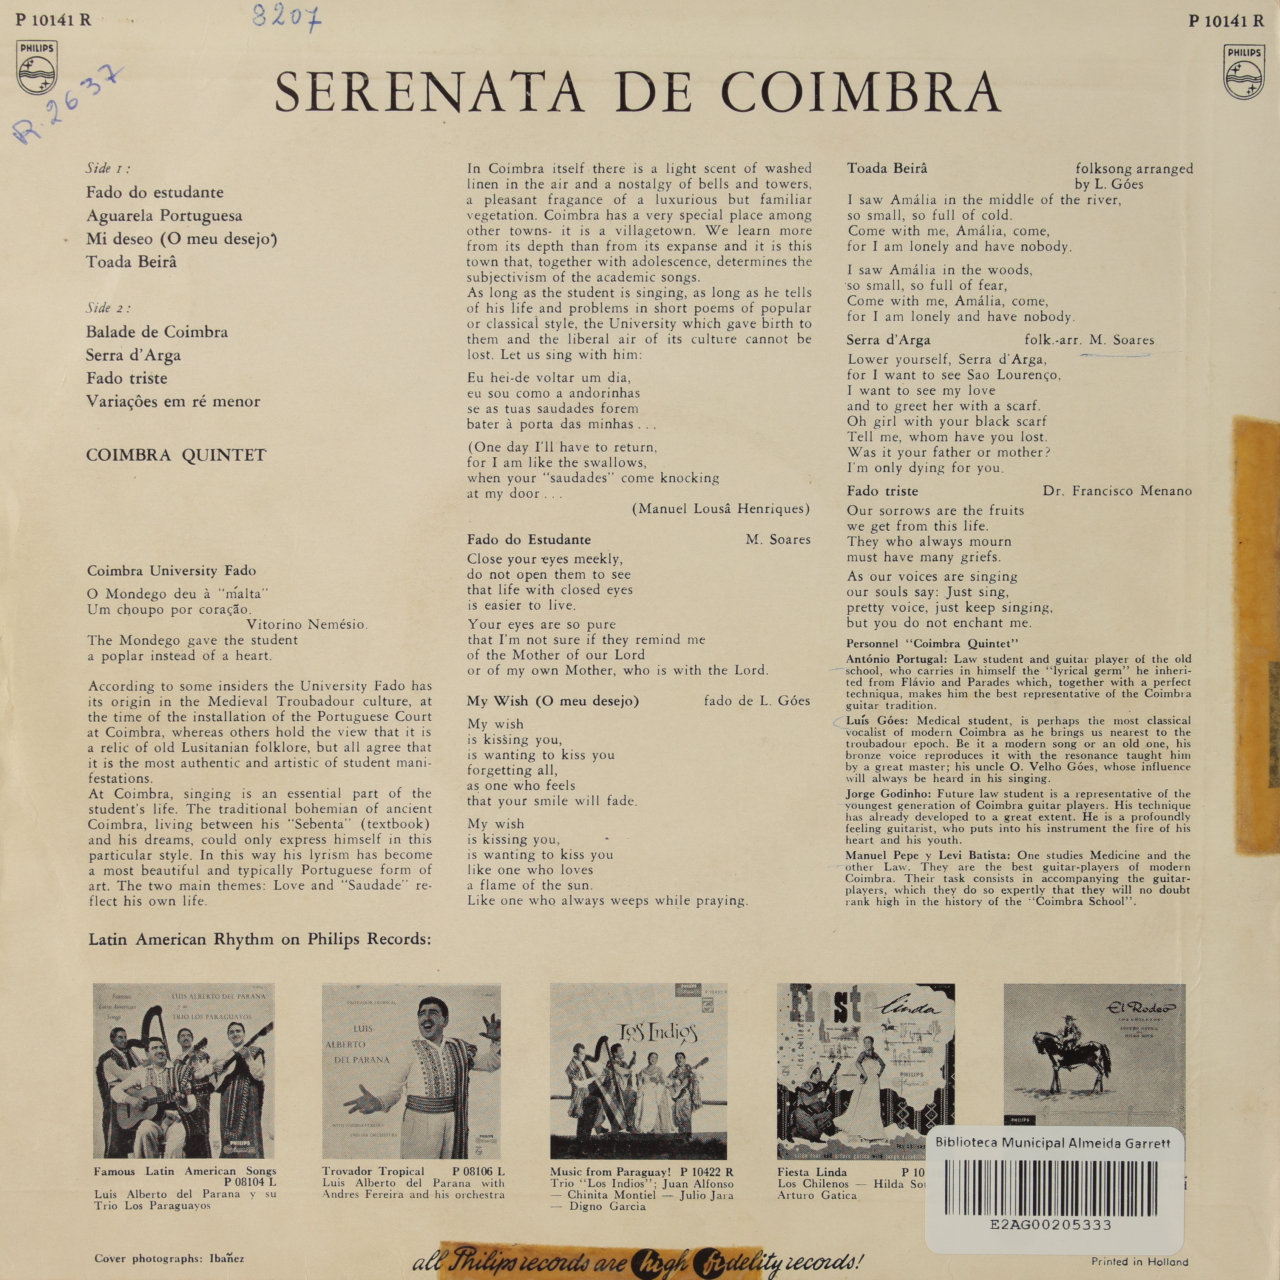 P 10141 R
8207
P 10141 R
PHILIPS
PHILIPS
R. 2637
SERENATA DE COIMBRA
Side 1 :
Fado do estudante
Aguarela Portuguesa
Mi deseo (O meu desejo)
Toada Beirâ
Side 2 :
Balade de Coimbra
Serra d'Arga
Fado triste
Variações em ré menor
COIMBRA QUINTET
Coimbra University Fado
O Mondego deu à "malta"
Um choupo por coração.
Vitorino Nemésio.
The Mondego gave the student
a poplar instead of a heart.
According to some insiders the University Fado has
its origin in the Medieval Troubadour culture, at
the time of the installation of the Portuguese Court
at Coimbra, whereas others hold the view that it is
a relic of old Lusitanian folklore, but all agree that
it is the most authentic and artistic of student mani-
festations.
At Coimbra, singing is an essential part of the
student's life. The traditional bohemian of ancient
Coimbra, living between his "Sebenta" (textbook)
and his dreams, could only express himself in this
particular style. In this way his lyrism has become
a most beautiful and typically Portuguese form of
art. The two main themes: Love and "Saudade" re-
flect his own life.
In Coimbra itself there is a light scent of washed
linen in the air and a nostalgy of bells and towers,
a pleasant fragance of a luxurious but familiar
vegetation. Coimbra has a very special place among
other towns- it is a villagetown. We learn more
from its depth than from its expanse and it is this
town that, together with adolescence, determines the
subjectivism of the academic songs.
As long as the student is singing, as long as he tells
of his life and problems in short poems of popular
or classical style, the University which gave birth to
them and the liberal air of its culture cannot be
lost. Let us sing with him:
Eu hei-de voltar um dia,
eu sou como a andorinhas
se as tuas saudades forem
bater à porta das minhas . . .
(One day I'll have to return,
for I am like the swallows,
when your "saudades" come knocking
at my door . . .
(Manuel Lousâ Henriques)
Fado do Estudante M. Soares
Close your eyes meekly,
do not open them to see
that life with closed eyes
is easier to live.
Your eyes are so pure
that I'm not sure if they remind me
of the Mother of our Lord
or of my own Mother, who is with the Lord.
My Wish (O meu desejo) fado de L. Góes
My wish
is kissing you,
is wanting to kiss you
forgetting all,
as one who feels
that your smile will fade.
My wish
is kissing you,
is wanting to kiss you
like one who loves
a flame of the sun.
Like one who always weeps while praying.
Toada Beirâ folksong arranged
by L. Góes
I saw Amália in the middle of the river,
so small, so full of cold.
Come with me, Amália, come,
for I am lonely and have nobody.
I saw Amália in the woods,
so small, so full of fear,
Come with me, Amália, come,
for I am lonely and have nobody.
Serra d'Arga folk.-arr. M. Soares
Lower yourself, Serra d'Arga,
for I want to see Sao Lourenço,
I want to see my love
and to greet her with a scarf.
Oh girl with your black scarf
Tell me, whom have you lost.
Was it your father or mother?
I'm only dying for you.
Fado triste Dr. Francisco Menano
Our sorrows are the fruits
we get from this life.
They who always mourn
must have many griefs.
As our voices are singing
our souls say: Just sing,
pretty voice, just keep singing,
but you do not enchant me.
Personnel "Coimbra Quintet"
António Portugal: Law student and guitar player of the old
school, who carries in himself the "lyrical germ" he inheri-
ted from Flávio and Parades which, together with a perfect
techniqua, makes him the best representative of the Coimbra
guitar tradition.
Luís Góes: Medical student, is perhaps the most classical
vocalist of modern Coimbra as he brings us nearest to the
troubadour epoch. Be it a modern song or an old one, his
bronze voice reproduces it with the resonance taught him
by a great master; his uncle O. Velho Góes, whose influence
will always be heard in his singing.
Jorge Godinho: Future law student is a representative of the
youngest generation of Coimbra guitar players. His technique
has already developed to a great extent. He is a profoundly
feeling guitarist, who puts into his instrument the fire of his
heart and his youth.
Manuel Pepe y Levi Batista: One studies Medicine and the
other Law. They are the best guitar-players of modern
Coimbra. Their task consists in accompanying the guitar-
players, which they do so expertly that they will no doubt
rank high in the history of the "Coimbra School".
Latin American Rhythm on Philips Records:
Famous
Latin American
Songs
LUIS ALBERTO DEL PARANA
TRIO LOS PARAGUAYOS
PHILIPS
TROVADOR TROPICAL
LUIS
ALBERTO
DEL PARANA
Los Indios
Fiesta linda
PHILIPS
El Rodeo
PHILIPS
Famous Latin American Songs
P 08104 L
Luis Alberto del Parana y su
Trio Los Paraguayos
Trovador Tropical P 08106 L
Luis Alberto del Parana with
Andres Fereira and his orchestra
Music from Paraguay! P 10422 R
Trio "Los Indios"; Juan Alfonso
— Chinita Montiel — Julio Jara
— Digno Garcia
Fiesta Linda P 10
Los Chilenos — Hilda Sou
Arturo Gatica
Biblioteca Municipal Almeida Garrett
E2AG00205333
Cover photographs: Ibañez
all Philips records are high fidelity records!
Printed in Holland